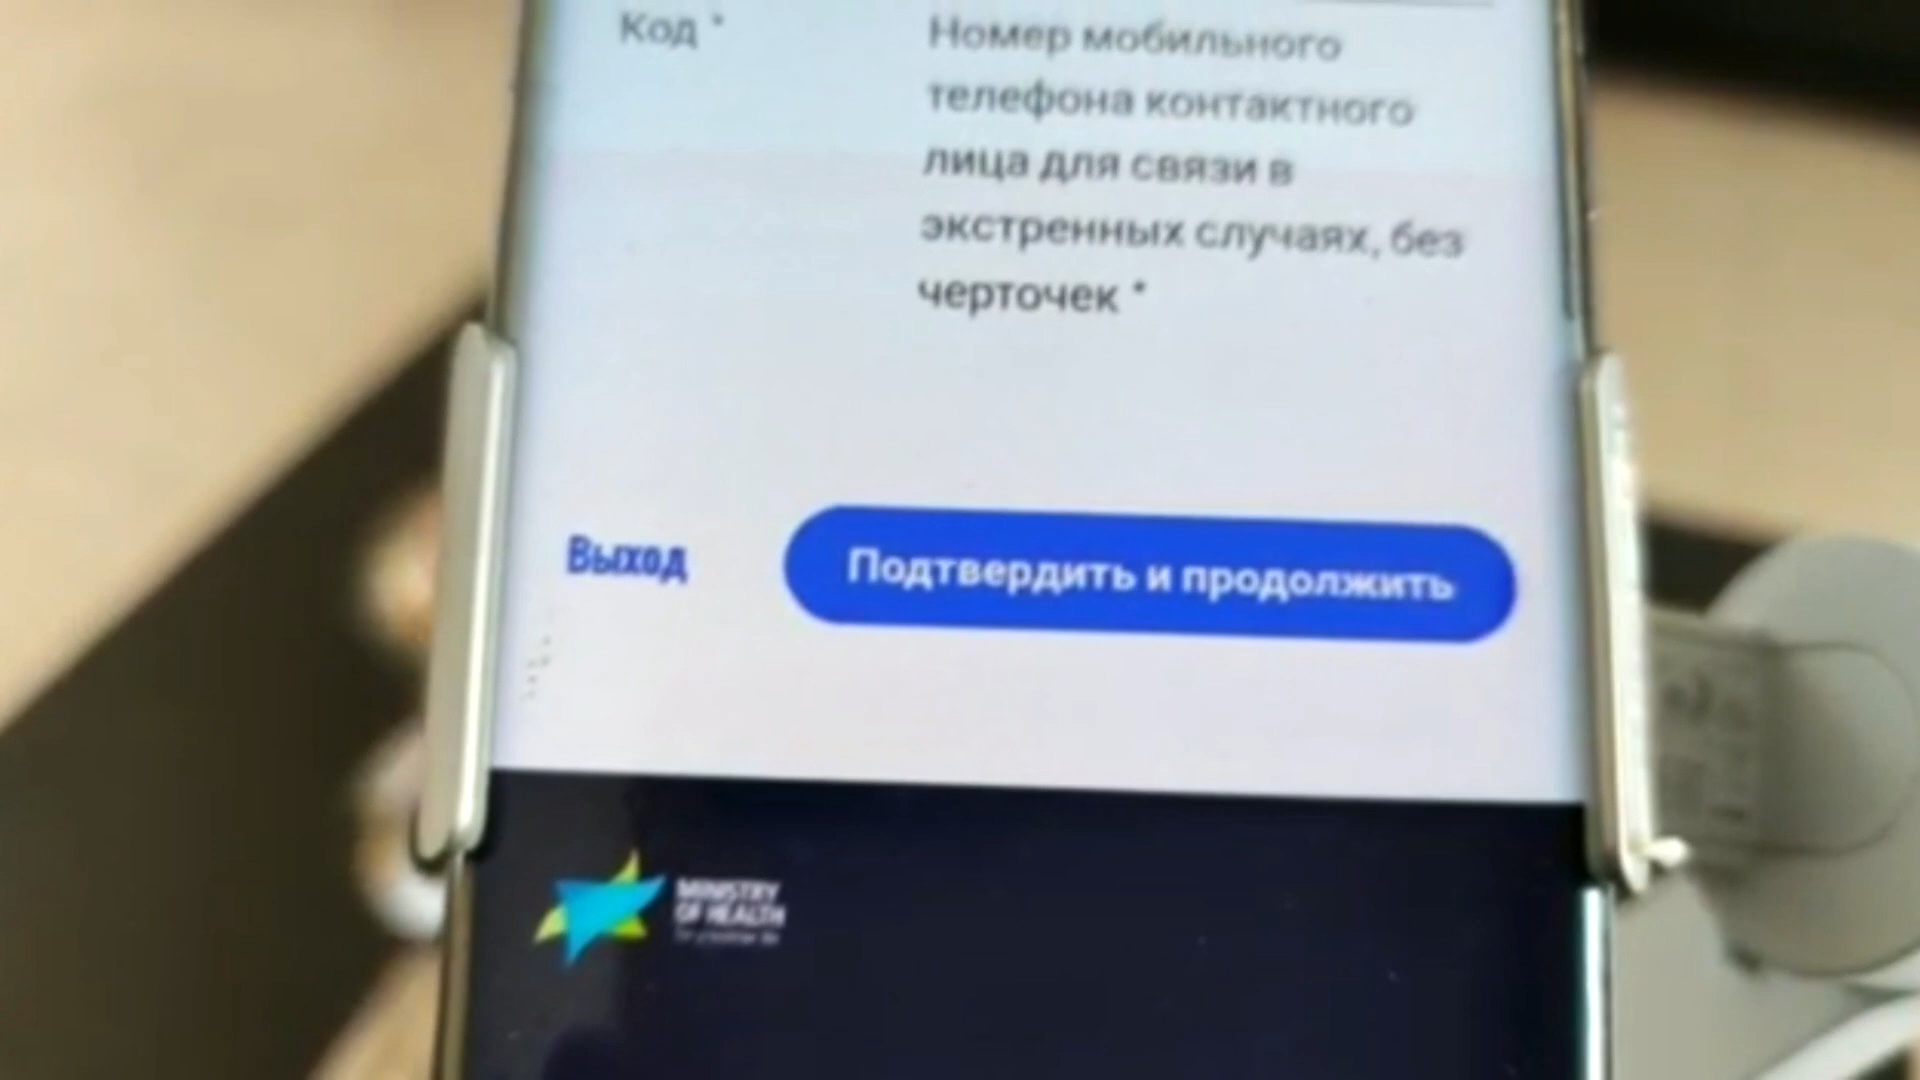 Код *
Номер мобильного
телефона контактного
лица для связи в
экстренных случаях, без
черточек *
Выход
Подтвердить и продолжить
MINISTRY
OF HEALTH